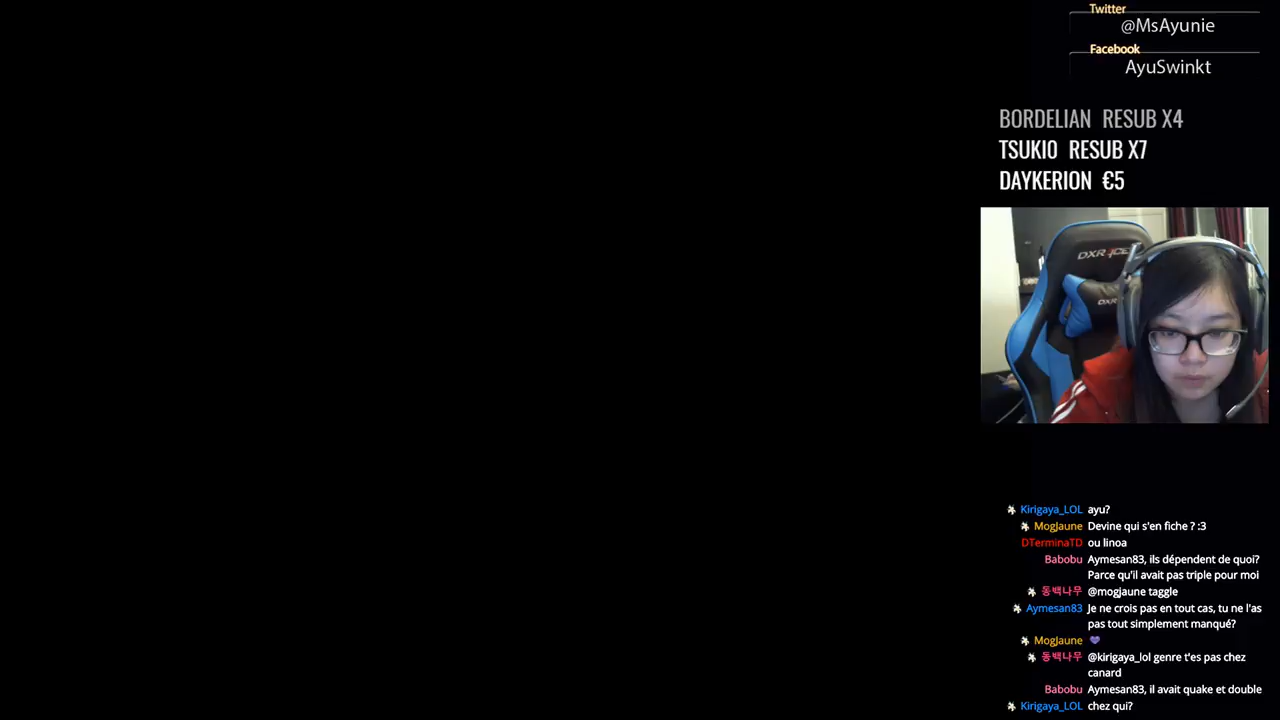 Twitter
@MsAyunie
Facebook
AyuSwinkt
BORDELIAN RESUB X4
TSUKIO RESUB X7
DAYKERION €5
Kirigaya_LOL ayu?
MogJaune Devine qui s'en fiche ? :3
DTerminaTD ou linoa
Babobu Aymesan83, ils dépendent de quoi?
Parce qu'il avait pas triple pour moi
동백나무 @mogjaune taggle
Aymesan83 Je ne crois pas en tout cas, tu ne l'as
pas tout simplement manqué?
MogJaune
동백나무 @kirigaya_lol genre t'es pas chez
canard
Babobu Aymesan83, il avait quake et double
Kirigaya_LOL chez qui?